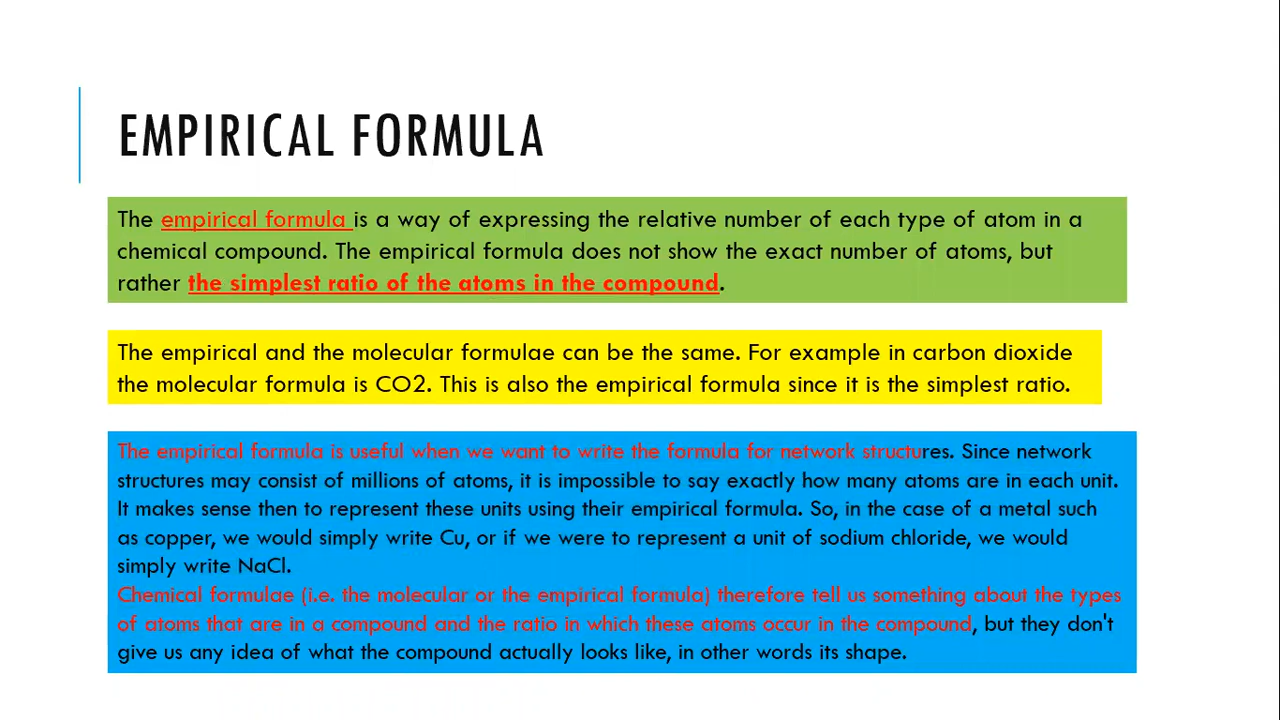 EMPIRICAL FORMULA
The empirical formula is a way of expressing the relative number of each type of atom in a
chemical compound. The empirical formula does not show the exact number of atoms, but
rather the simplest ratio of the atoms in the compound.
The empirical and the molecular formulae can be the same. For example in carbon dioxide
the molecular formula is CO2. This is also the empirical formula since it is the simplest ratio.
The empirical formula is useful when we want to write the formula for network structures. Since network
structures may consist of millions of atoms, it is impossible to say exactly how many atoms are in each unit.
It makes sense then to represent these units using their empirical formula. So, in the case of a metal such
as copper, we would simply write Cu, or if we were to represent a unit of sodium chloride, we would
simply write NaCl.
Chemical formulae (i.e. the molecular or the empirical formula) therefore tell us something about the types
of atoms that are in a compound and the ratio in which these atoms occur in the compound, but they don't
give us any idea of what the compound actually looks like, in other words its shape.